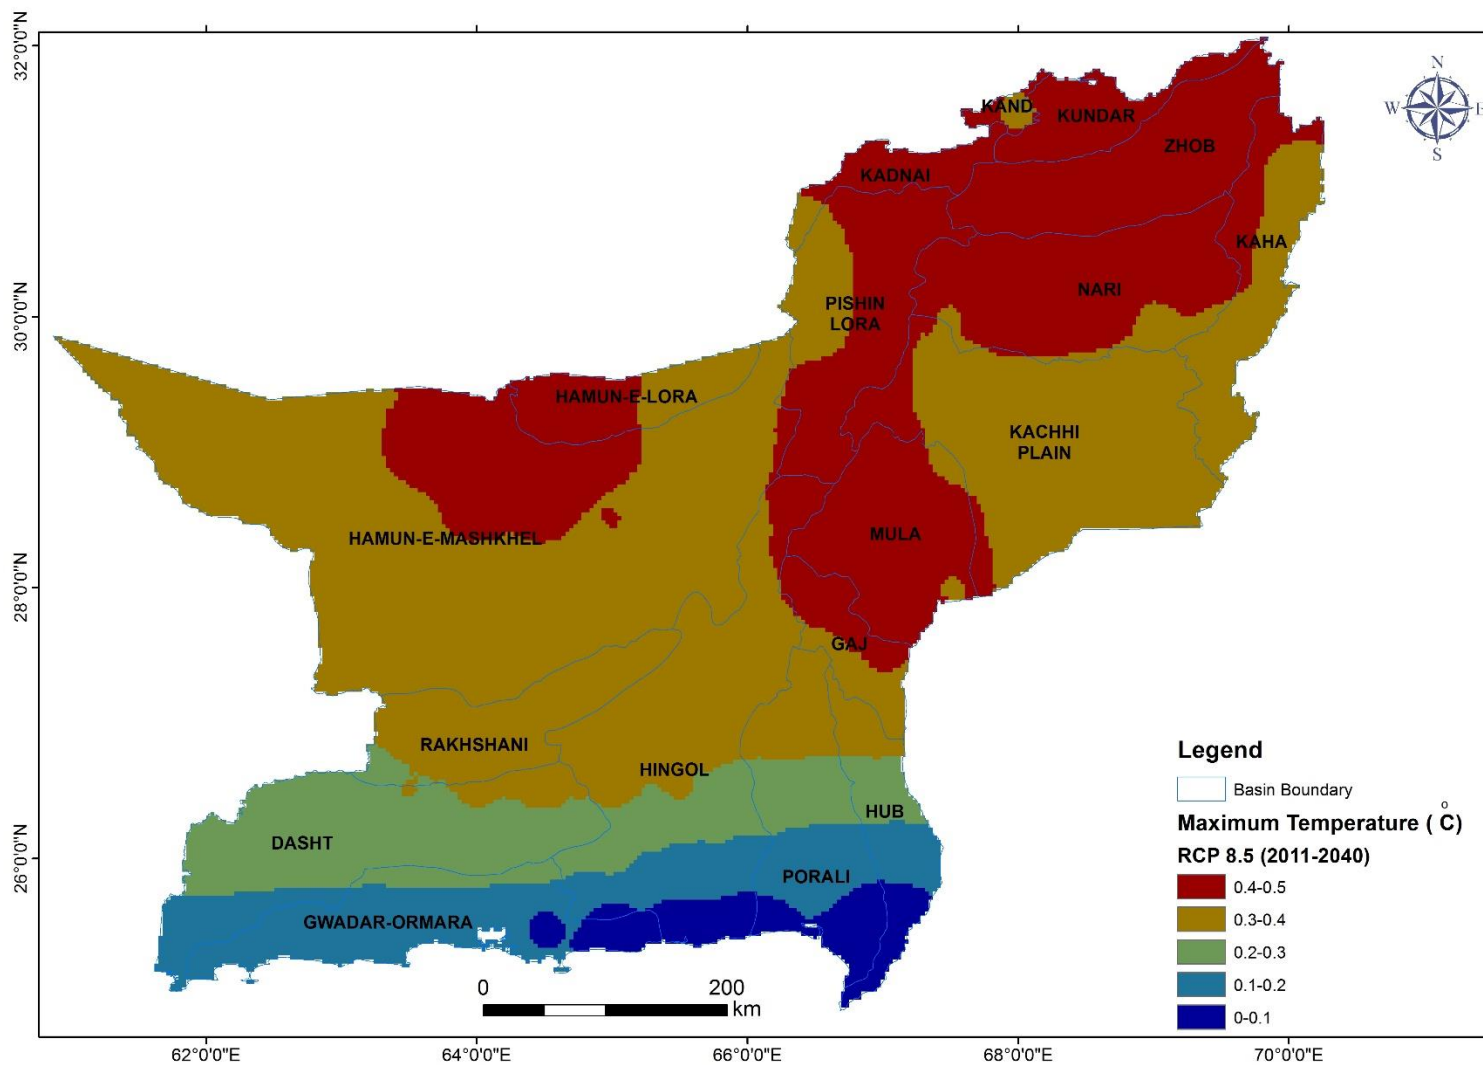 32°0'0"N
30°0'0"N
28°0'0"N
26°0'0"N
N
W
E
S
KAND
KUNDAR
ZHOB
KADNAI
KAHA
NARI
PISHIN
LORA
HAMUN-E-LORA
KACHHI
PLAIN
MULA
HAMUN-E-MASHKHEL
GAJ
RAKHSHANI
HINGOL
HUB
DASHT
PORALI
GWADAR-ORMARA
Legend
Basin Boundary
Maximum Temperature ( °C)
RCP 8.5 (2011-2040)
0.4-0.5
0.3-0.4
0.2-0.3
0.1-0.2
0-0.1
0 200
km
62°0'0"E 64°0'0"E 66°0'0"E 68°0'0"E 70°0'0"E